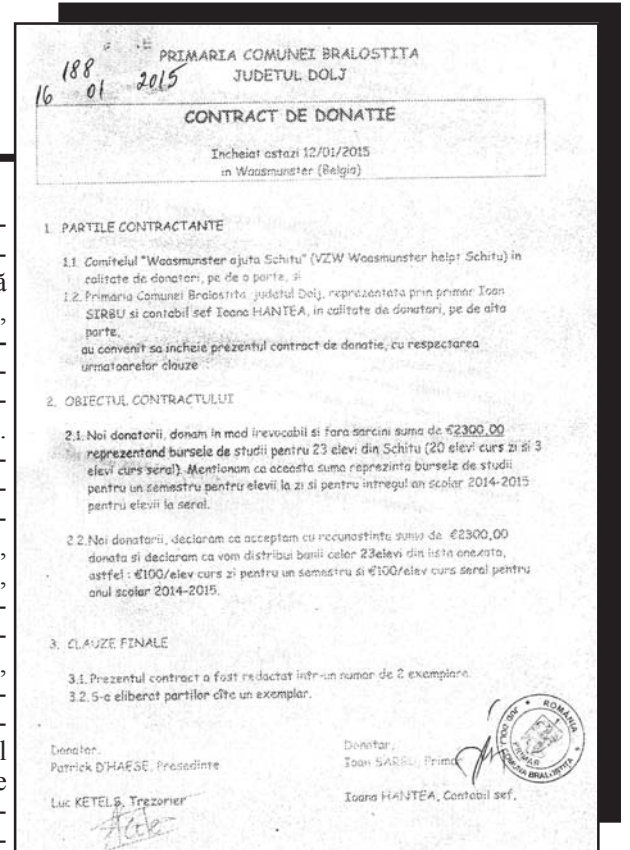 188
16 01 2015
PRIMARIA COMUNEI BRALOSTITA
JUDETUL DOLJ
CONTRACT DE DONATIE
Incheiat astazi 12/01/2015
in Waasmunster (Belgia)
1. PARTILE CONTRACTANTE
1.1. Comitelul "Waasmunster ajuta Schitu" (VZW Waasmunster helpt Schitu) in
calitate de donatori, pe de o parte, si
1.2. Primaria Comunei Bralostita, judetul Dolj, reprezentata prin primar Ioan
SIRBU si contabil sef Ioana HANTEA, in calitate de donatari, pe de alta
parte,
au convenit sa incheie prezentul contract de donatie, cu respectarea
urmatoarelor clauze :
2. OBIECTUL CONTRACTULUI
2.1. Noi donatorii, donam in mod irevocabil si fara sarcini suma de €2300,00
reprezentand bursele de studii pentru 23 elevi din Schitu (20 elevi curs zi si 3
elevi curs seral). Mentionam ca aceasta suma reprezinta bursele de studii
pentru un semestru pentru elevii la zi si pentru intregul an scolar 2014-2015
pentru elevii la seral.
2.2. Noi donatarii, declaram ca acceptam cu recunostinta suma de €2300,00
donata si declaram ca vom distribui banii celor 23elevi din lista anexata,
astfel : €100/elev curs zi pentru un semestru si €100/elev curs seral pentru
anul scolar 2014-2015.
3. CLAUZE FINALE
3.1. Prezentul contract a fost redactat intr-un numar de 2 exemplare.
3.2. S-a eliberat partilor cîte un exemplar.
Donator,
Patrick D'HAESE, Presedinte
Luc KETELS, Trezorier
Donatar,
Ioan Primar
Ioana HANTEA, Contabil sef,
ROMÂNIA
JUD DOLJ
PRIMAR
COMUNA BRALOSTITA
ă
,
.
,
,
,
l
e